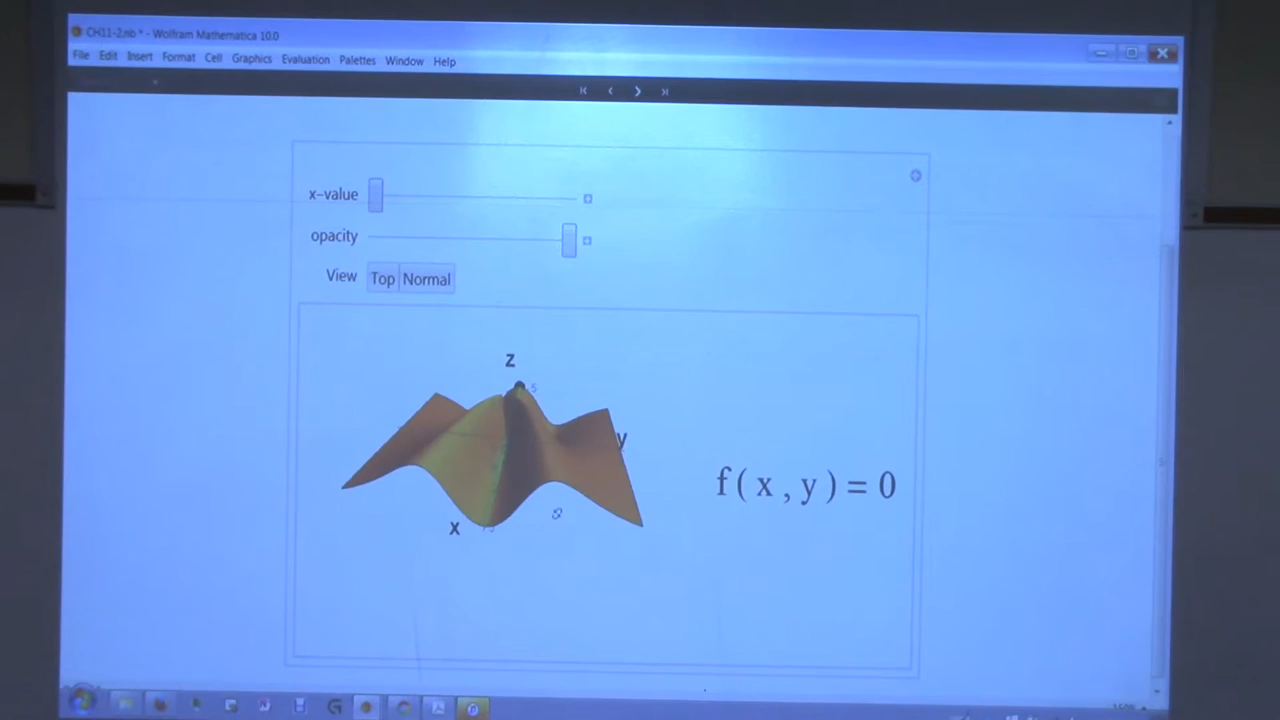 CH11-2.nb * - Wolfram Mathematica 10.0
File Edit Insert Format Cell Graphics Evaluation Palettes Window Help
x-value
opacity
View Top Normal
z
5
y
f(x,y)=0
x